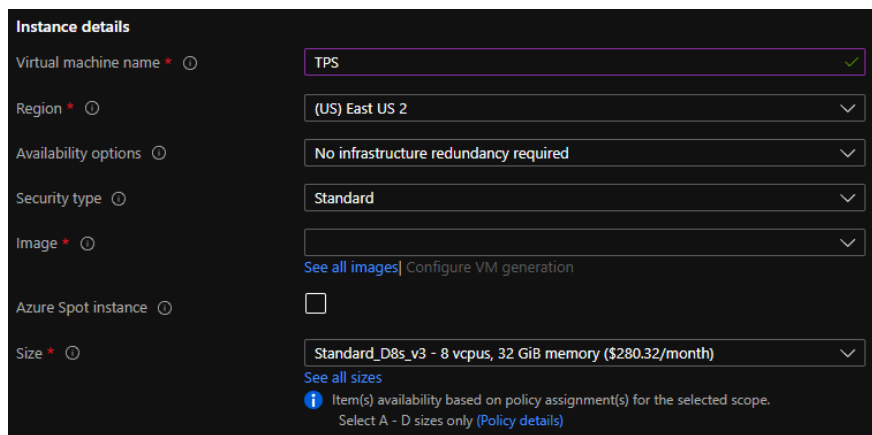 Instance details
Virtual machine name * TPS
Region * (US) East US 2
Availability options No infrastructure redundancy required
Security type Standard
Image *
See all images| Configure VM generation
Azure Spot instance
Size * Standard_D8s_v3 - 8 vcpus, 32 GiB memory ($280.32/month)
See all sizes
Item(s) availability based on policy assignment(s) for the selected scope.
Select A - D sizes only (Policy details)